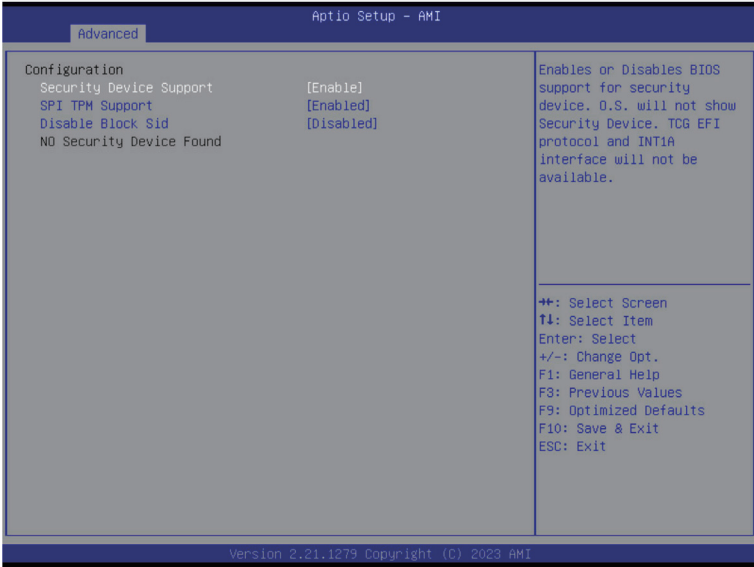 Aptio Setup – AMI
Advanced
Configuration
Security Device Support [Enable]
SPI TPM Support [Enabled]
Disable Block Sid [Disabled]
NO Security Device Found
Enables or Disables BIOS
support for security
device. O.S. will not show
Security Device. TCG EFI
protocol and INT1A
interface will not be
available.
→←: Select Screen
↑↓: Select Item
Enter: Select
+/-: Change Opt.
F1: General Help
F3: Previous Values
F9: Optimized Defaults
F10: Save & Exit
ESC: Exit
Version 2.21.1279 Copyright (C) 2023 AMI